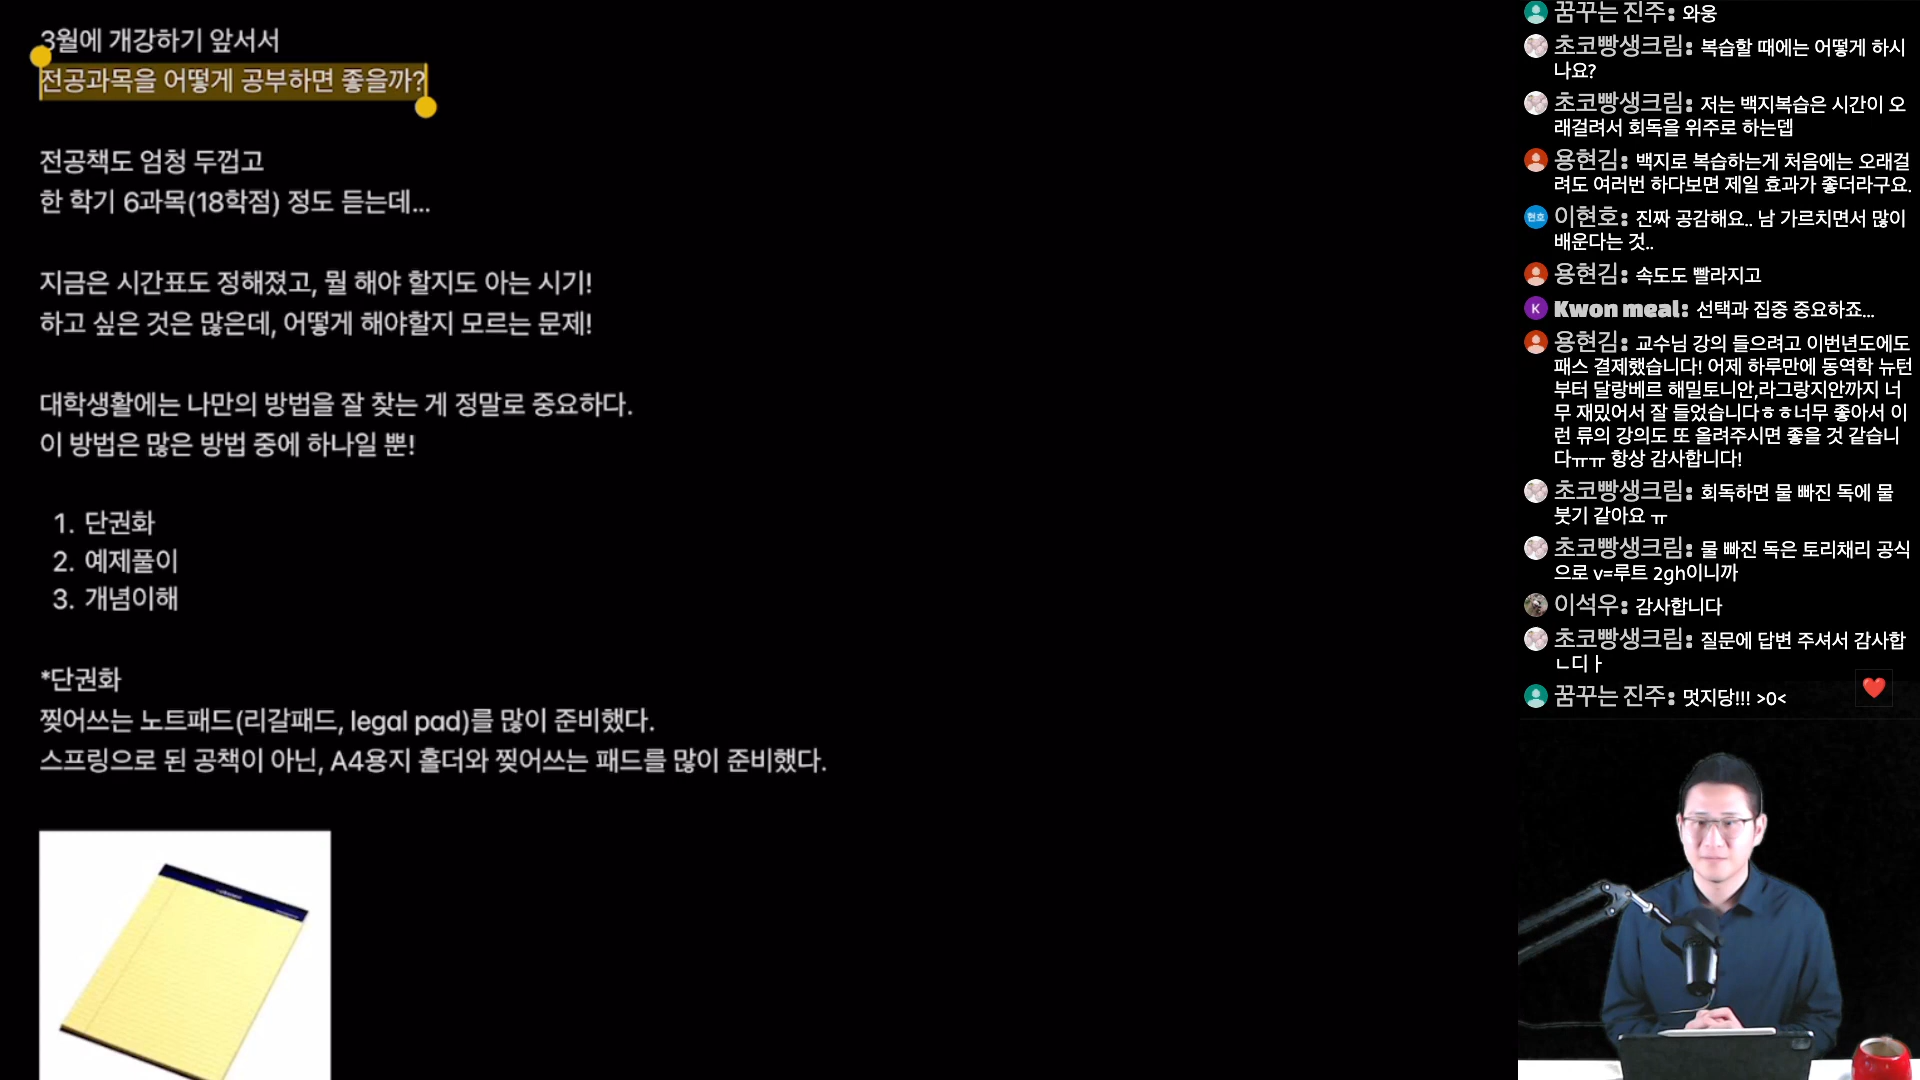 3월에 개강하기 앞서서
전공과목을 어떻게 공부하면 좋을까?
전공책도 엄청 두껍고
한 학기 6과목(18학점) 정도 듣는데...
지금은 시간표도 정해졌고, 뭘 해야 할지도 아는 시기!
하고 싶은 것은 많은데, 어떻게 해야할지 모르는 문제!
대학생활에는 나만의 방법을 잘 찾는 게 정말로 중요하다.
이 방법은 많은 방법 중에 하나일 뿐!
1. 단권화
2. 예제풀이
3. 개념이해
*단권화
찢어쓰는 노트패드(리갈패드, legal pad)를 많이 준비했다.
스프링으로 된 공책이 아닌, A4용지 홀더와 찢어쓰는 패드를 많이 준비했다.
꿈꾸는 진주: 와웅
초코빵생크림: 복습할 때에는 어떻게 하시
나요?
초코빵생크림: 저는 백지복습은 시간이 오
래걸려서 회독을 위주로 하는뎁
용현김: 백지로 복습하는게 처음에는 오래걸
려도 여러번 하다보면 제일 효과가 좋더라구요.
현호 이현호: 진짜 공감해요.. 남 가르치면서 많이
배운다는 것..
용현김: 속도도 빨라지고
K Kwon meal: 선택과 집중 중요하죠...
용현김: 교수님 강의 들으려고 이번년도에도
패스 결제했습니다! 어제 하루만에 동역학 뉴턴
부터 달랑베르 해밀토니안,라그랑지안까지 너
무 재밌어서 잘 들었습니다ㅎㅎ너무 좋아서 이
런 류의 강의도 또 올려주시면 좋을 것 같습니
다ㅠㅠ 항상 감사합니다!
초코빵생크림: 회독하면 물 빠진 독에 물
붓기 같아요 ㅠ
초코빵생크림: 물 빠진 독은 토리채리 공식
으로 v=루트 2gh이니까
이석우: 감사합니다
초코빵생크림: 질문에 답변 주셔서 감사합
ㄴ디ㅏ
꿈꾸는 진주: 멋지당!!! >0<